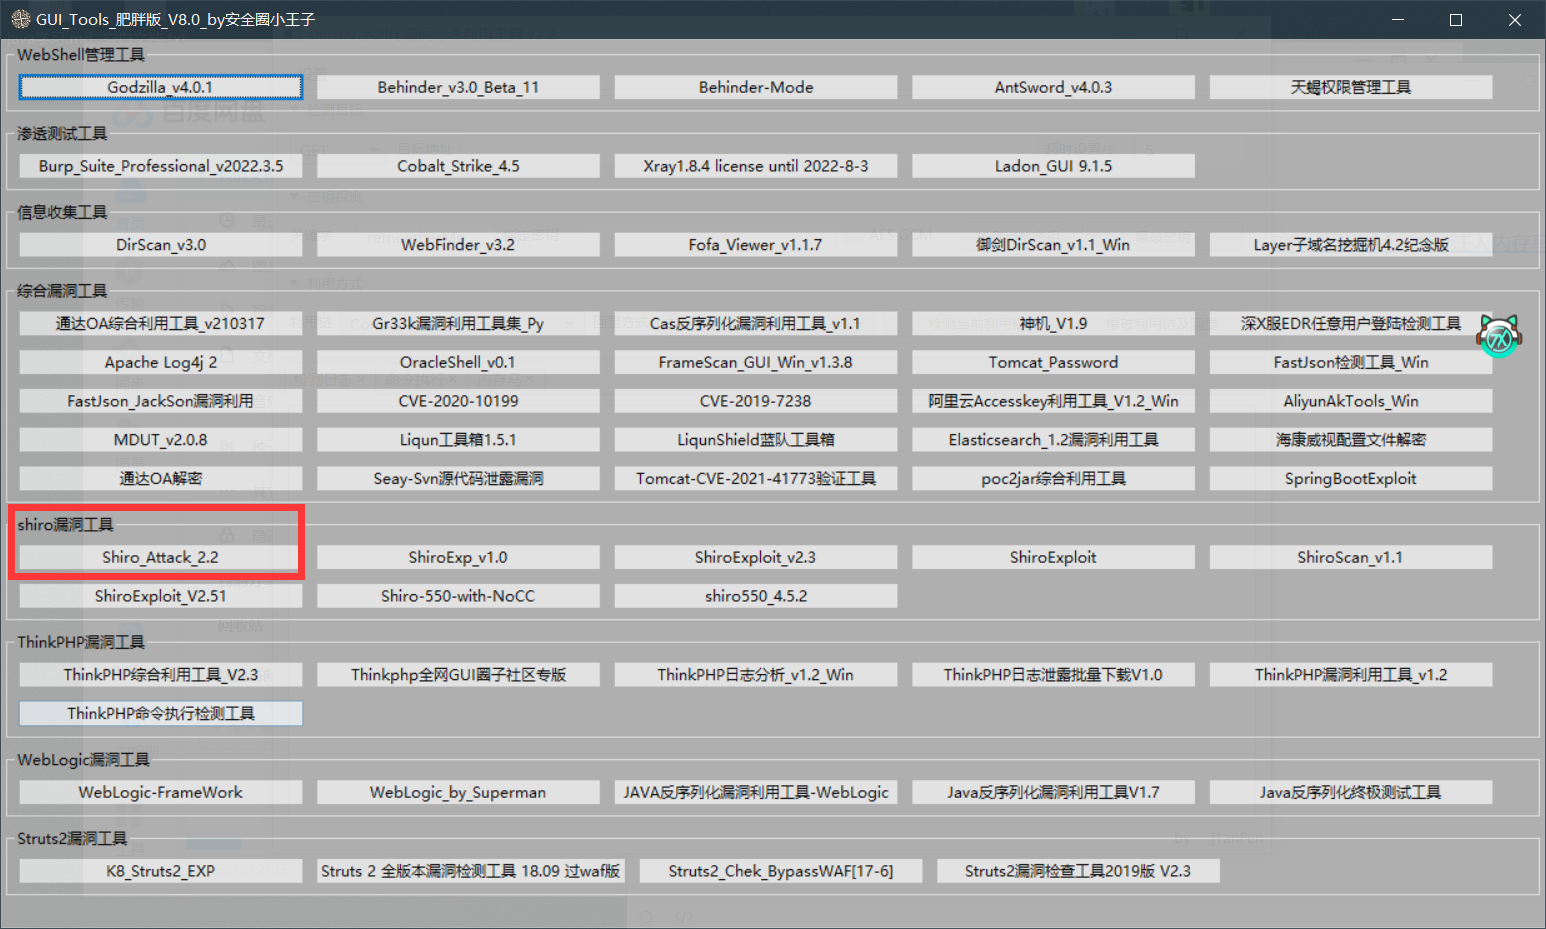 GUI_Tools_肥胖版_V8.0_by安全圈小王子
WebShell管理工具
Godzilla_v4.0.1
Behinder_v3.0_Beta_11
Behinder-Mode
AntSword_v4.0.3
天蝎权限管理工具
百度网盘
渗透测试工具
Burp_Suite_Professional_v2022.3.5
Cobalt_Strike_4.5
Xray1.8.4 license until 2022-8-3
Ladon_GUI 9.1.5
信息收集工具
DirScan_v3.0
WebFinder_v3.2
Fofa_Viewer_v1.1.7
御剑DirScan_v1.1_Win
Layer子域名挖掘机4.2纪念版
综合漏洞工具
通达OA综合利用工具_v210317
Gr33k漏洞利用工具集_Py
Cas反序列化漏洞利用工具_v1.1
神机_V1.9
深X服EDR任意用户登陆检测工具
Apache Log4j 2
OracleShell_v0.1
FrameScan_GUI_Win_v1.3.8
Tomcat_Password
FastJson检测工具_Win
FastJson_JackSon漏洞利用
CVE-2020-10199
CVE-2019-7238
阿里云Accesskey利用工具_V1.2_Win
AliyunAkTools_Win
MDUT_v2.0.8
Liqun工具箱1.5.1
LiqunShield蓝队工具箱
Elasticsearch_1.2漏洞利用工具
海康威视配置文件解密
通达OA解密
Seay-Svn源代码泄露漏洞
Tomcat-CVE-2021-41773验证工具
poc2jar综合利用工具
SpringBootExploit
shiro漏洞工具
Shiro_Attack_2.2
ShiroExp_v1.0
ShiroExploit_v2.3
ShiroExploit
ShiroScan_v1.1
ShiroExploit_V2.51
Shiro-550-with-NoCC
shiro550_4.5.2
回收站
ThinkPHP漏洞工具
ThinkPHP综合利用工具_V2.3
Thinkphp全网GUI圈子社区专版
ThinkPHP日志分析_v1.2_Win
ThinkPHP日志泄露批量下载V1.0
ThinkPHP漏洞利用工具_v1.2
ThinkPHP命令执行检测工具
WebLogic漏洞工具
WebLogic-FrameWork
WebLogic_by_Superman
JAVA反序列化漏洞利用工具-WebLogic
Java反序列化漏洞利用工具V1.7
Java反序列化终极测试工具
Struts2漏洞工具
K8_Struts2_EXP
Struts 2 全版本漏洞检测工具 18.09 过waf版
Struts2_Chek_BypassWAF[17-6]
Struts2漏洞检查工具2019版 V2.3